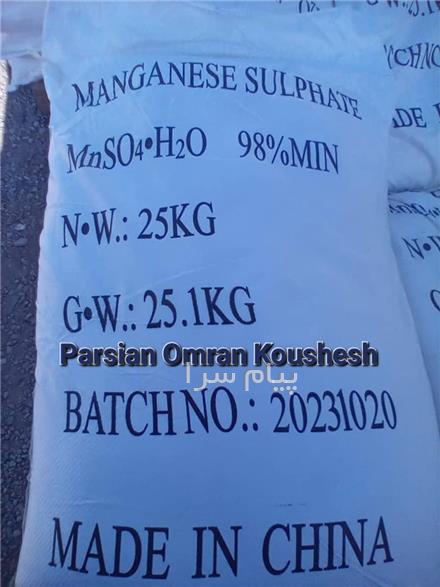 MANGANESE SULPHATE
MnSO4•H2O 98%MIN
N•W.: 25KG
G•W.: 25.1KG
Parsian Omran Koushesh
پیام سرا
BATCH NO.: 20231020
MADE IN CHINA